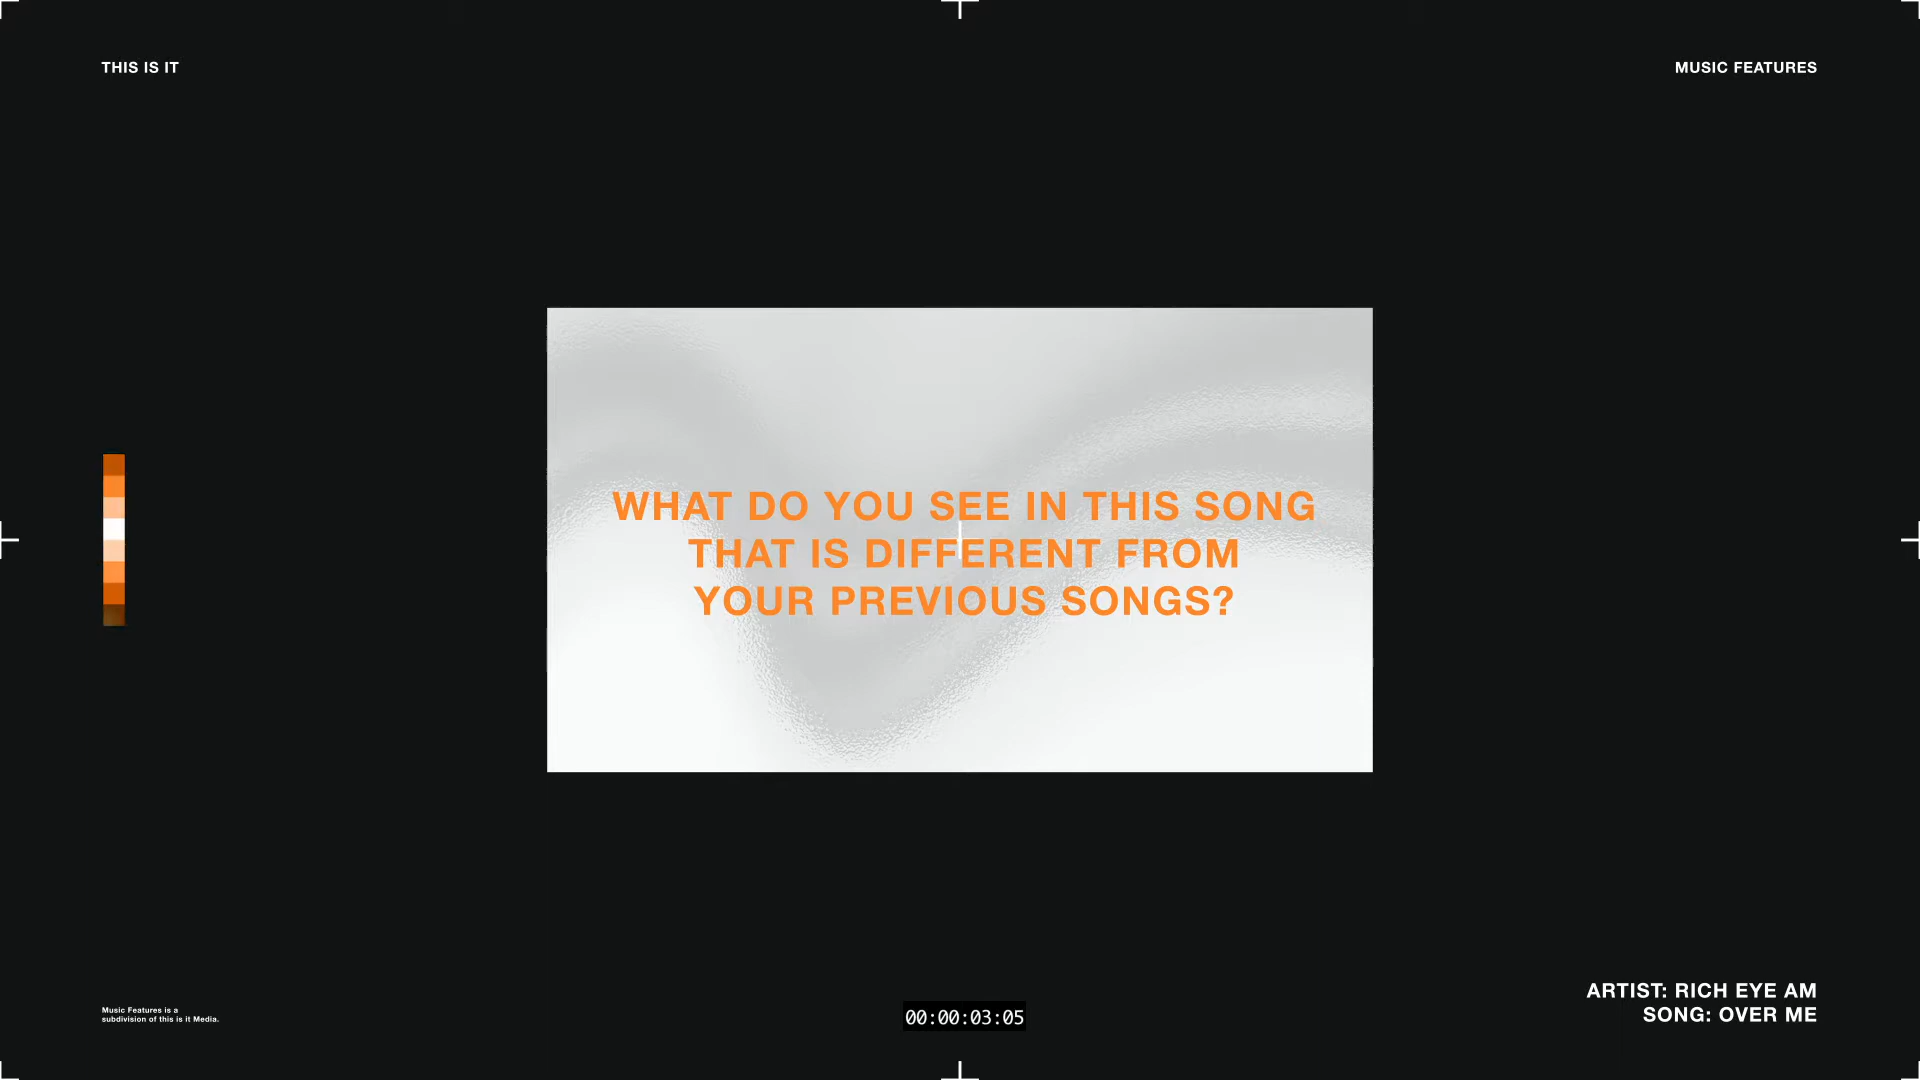 THIS IS IT
MUSIC FEATURES
WHAT DO YOU SEE IN THIS SONG
THAT IS DIFFERENT FROM
YOUR PREVIOUS SONGS?
Music Features is a
subdivision of this is it Media.
00:00:03:05
ARTIST: RICH EYE AM
SONG: OVER ME